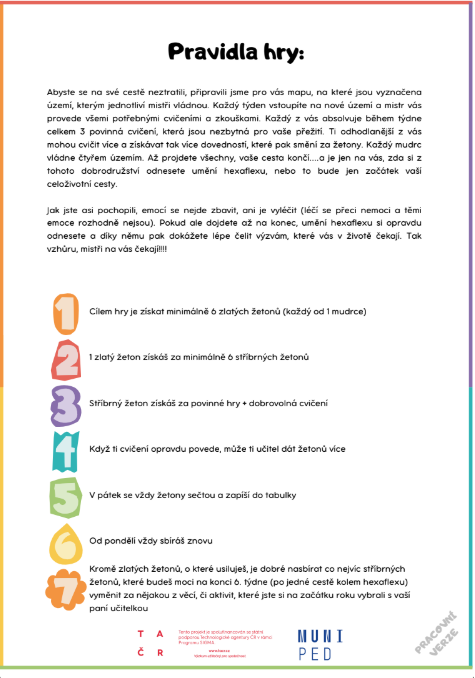 Pravidla hry:
Abyste se na své cestě neztratili, připravili jsme pro vás mapu, na které jsou vyznačena
území, kterým jednotliví mistři vládnou. Každý týden vstoupíte na nové území a mistr vás
provede všemi potřebnými cvičeními a zkouškami. Každý z vás absolvuje během týdne
celkem 3 povinná cvičení, která jsou nezbytná pro vaše přežití. Ti odhodlanější z vás
mohou cvičit více a získávat tak více dovedností, které pak smění za žetony. Každý mudrc
vládne čtyřem územím. Až projdete všechny, vaše cesta končí....a je jen na vás, zda si z
tohoto dobrodružství odnesete umění hexaflexu, nebo to bude jen začátek vaší
celoživotní cesty.
Jak jste asi pochopili, emocí se nejde zbavit, ani je vyléčit (léčí se přeci nemoci a těmi
emoce rozhodně nejsou). Pokud ale dojdete až na konec, umění hexaflexu si opravdu
odnesete a díky němu pak dokážete lépe čelit výzvám, které vás v životě čekají. Tak
vzhůru, mistři na vás čekají!!!!
1 Cílem hry je získat minimálně 6 zlatých žetonů (každý od 1 mudrce)
2 1 zlatý žeton získáš za minimálně 6 stříbrných žetonů
3 Stříbrný žeton získáš za povinné hry + dobrovolná cvičení
4 Když ti cvičení opravdu povede, může ti učitel dát žetonů více
5 V pátek se vždy žetony sečtou a zapíší do tabulky
6 Od pondělí vždy sbíráš znovu
7 Kromě zlatých žetonů, o které usiluješ, je dobré nasbírat co nejvíc stříbrných
žetonů, které budeš moci na konci 6. týdne (po jedné cestě kolem hexaflexu)
vyměnit za nějakou z věcí, či aktivit, které jste si na začátku roku vybrali s vaší
paní učitelkou
T A
Č R
Tento projekt je spolufinancován se státní
podporou Technologické agentury ČR v rámci
MUNI
PED
PRACOVNÍ
VERZE